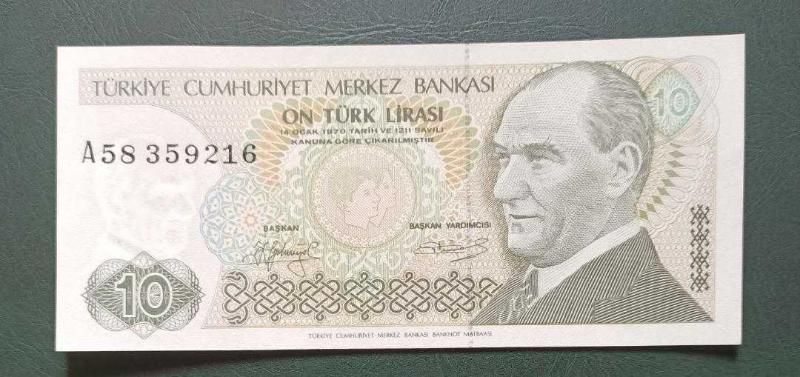 TÜRKİYE CUMHURİYET MERKEZ BANKASI
ON TÜRK LİRASI
14 OCAK 1970 TARİH VE 1211 SAYILI
KANUNA GÖRE ÇIKARILMIŞTIR
10
A58 359216
BAŞKAN
BAŞKAN YARDIMCISI
10
TÜRKİYE CUMHURİYET MERKEZ BANKASI BANKNOT MATBAASI